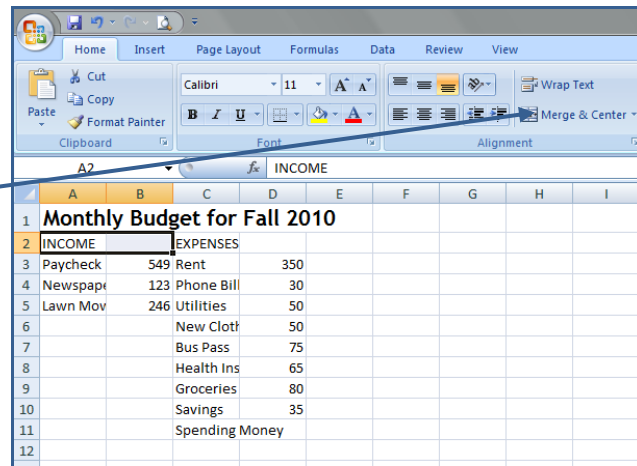 Home Insert Page Layout Formulas Data Review View
Cut
Copy
Format Painter
Paste
Calibri 11 A A
B I U A
Wrap Text
Merge & Center
Clipboard Font Alignment
A2 fx INCOME
A B C D E F G H I
1 Monthly Budget for Fall 2010
2 INCOME EXPENSES
3 Paycheck 549 Rent 350
4 Newspape 123 Phone Bill 30
5 Lawn Mov 246 Utilities 50
6 New Cloth 50
7 Bus Pass 75
8 Health Ins 65
9 Groceries 80
10 Savings 35
11 Spending Money
12